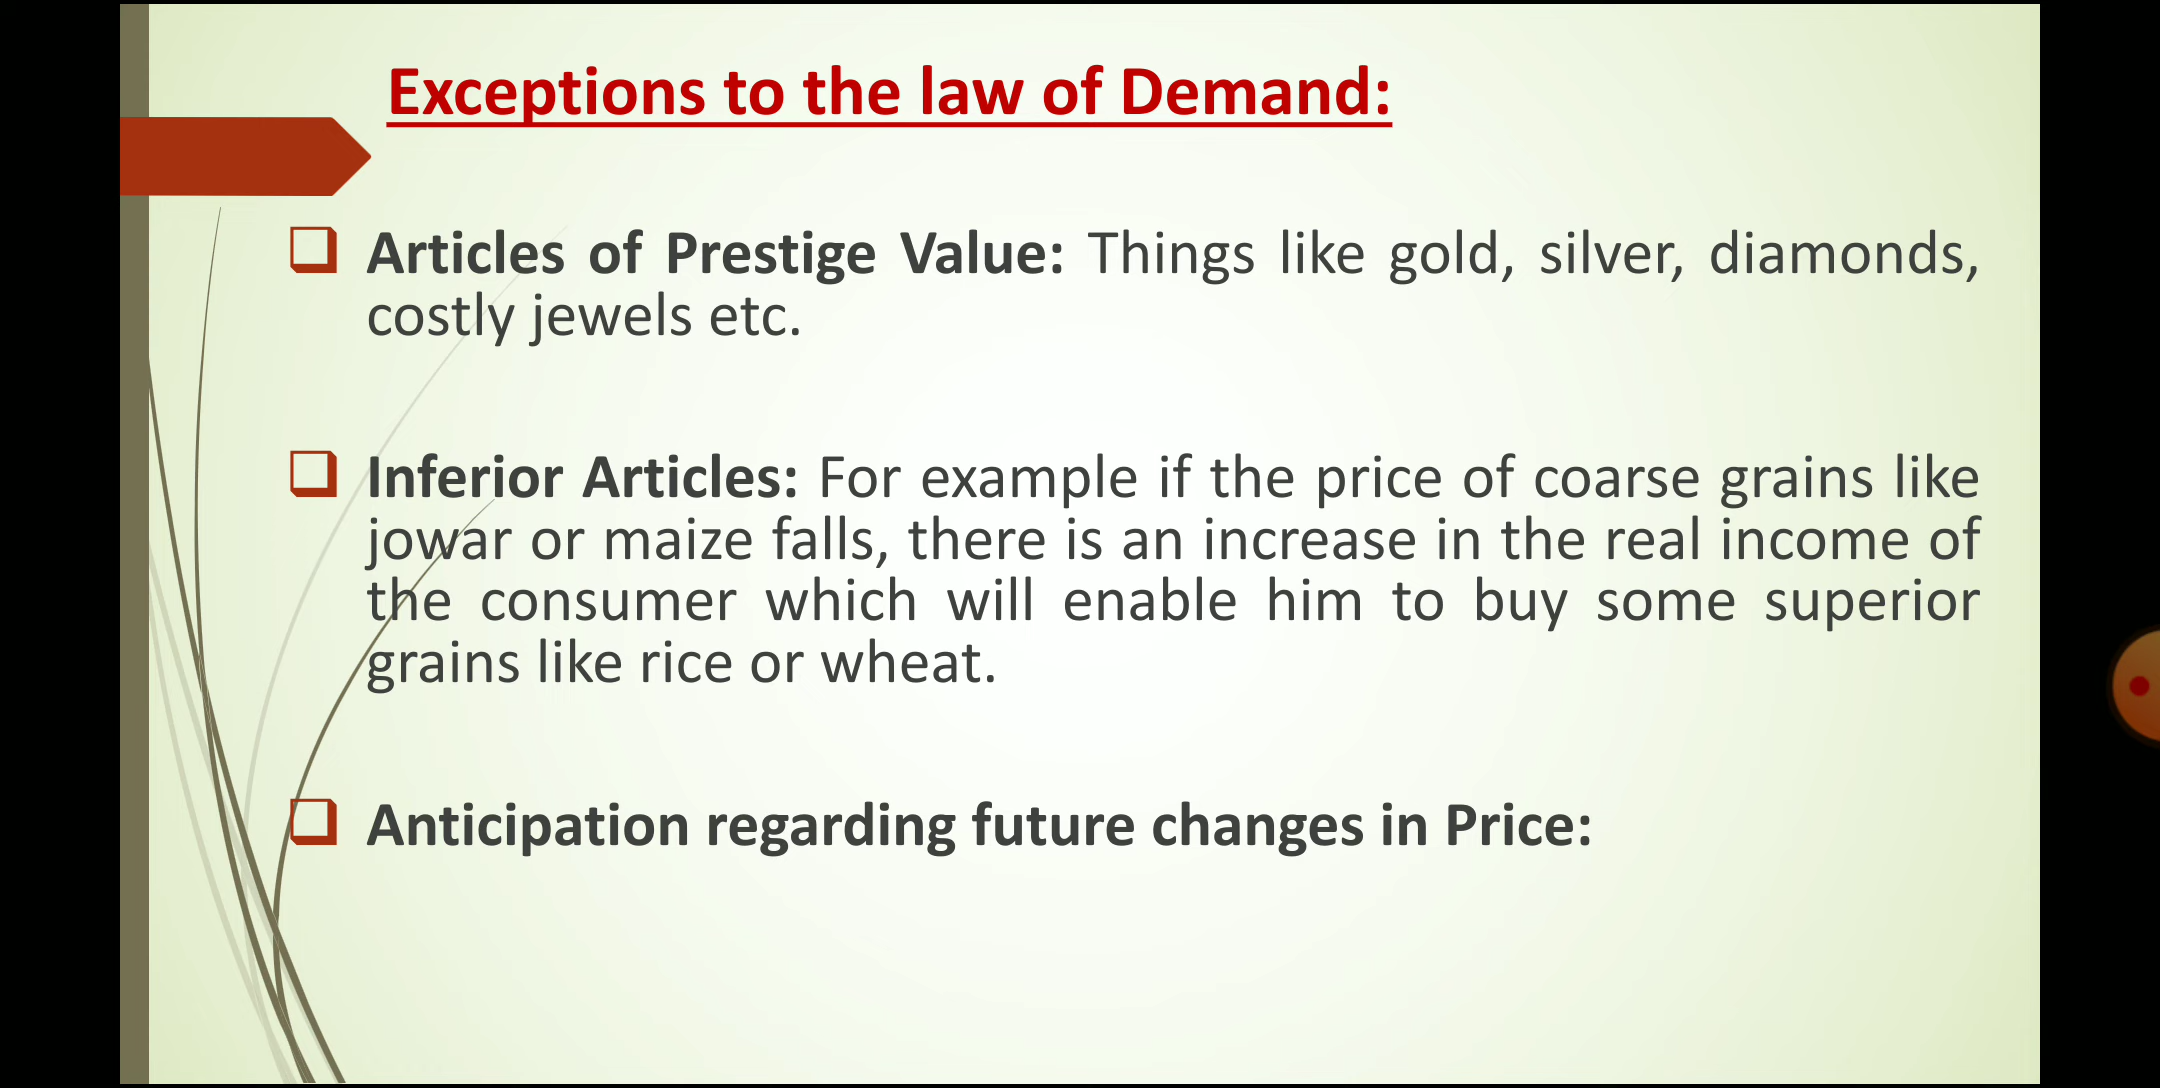 Exceptions to the law of Demand:
Articles of Prestige Value: Things like gold, silver, diamonds,
costly jewels etc.
Inferior Articles: For example if the price of coarse grains like
jowar or maize falls, there is an increase in the real income of
the consumer which will enable him to buy some superior
grains like rice or wheat.
Anticipation regarding future changes in Price: